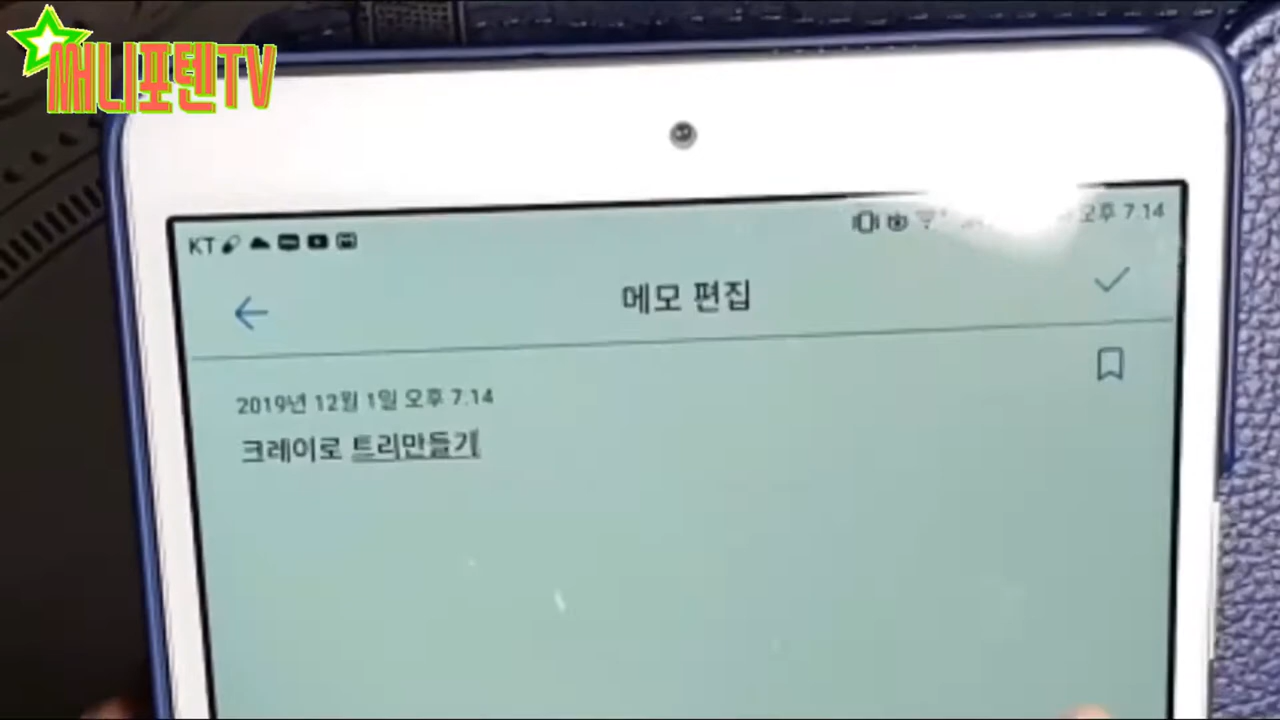 써니포텐TV
KT
오후 7.14
메모 편집
2019년 12월 1일 오후 7.14
크레이로 트리만들기